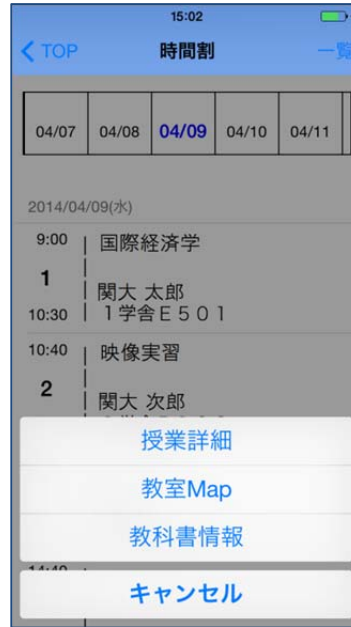 15:02
TOP
時間割
一覧
04/07 04/08 04/09 04/10 04/11
2014/04/09(水)
9:00
国際経済学
1
関大 太郎
10:30
1学舎E501
10:40
映像実習
2
関大 次郎
授業詳細
教室Map
教科書情報
キャンセル